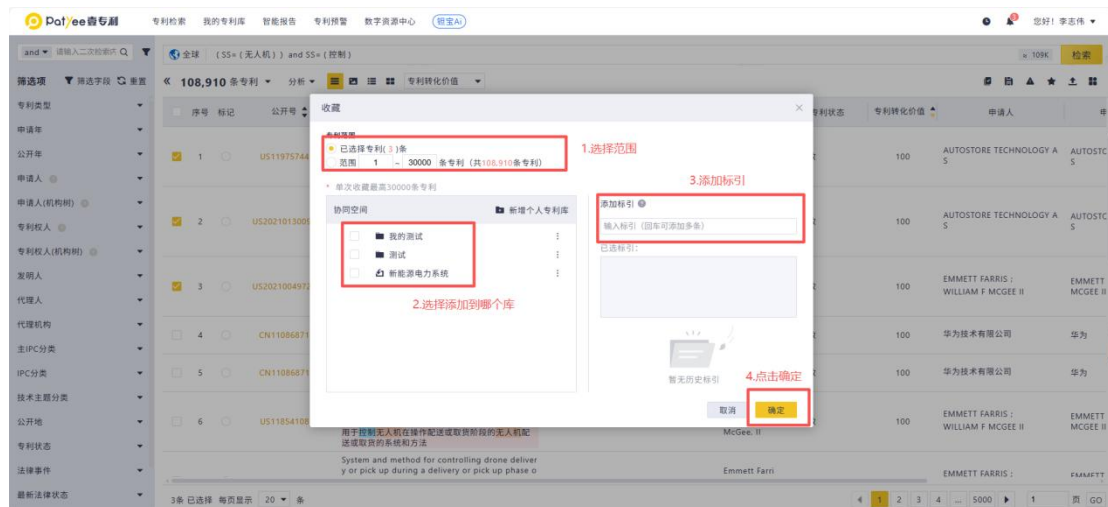 Patyee壹专利 专利检索 我的专利库 智能报告 专利预警 数字资源中心 钽宝Ai 您好！李志伟
and 请输入二次检索内 全球 (SS=(无人机)) and SS=(控制) 109K 检索
筛选项 筛选字段 重置 108,910 条专利 分析 专利转化价值
序号 标记 公开号 收藏 专利状态 专利转化价值 申请人 申
专利类型
申请年
公开年
申请人
申请人(机构树)
专利权人
专利权人(机构树)
发明人
代理人
代理机构
主IPC分类
IPC分类
技术主题分类
公开地
专利状态
法律事件
最新法律状态
专利范围
已选择专利( 3 )条
范围 1 - 30000 条专利 (共108,910条专利)
1.选择范围
* 单次收藏最高30000条专利
协同空间 新增个人专利库
我的测试
测试
新能源电力系统
2.选择添加到哪个库
3.添加标引
添加标引
输入标引（回车可添加多条）
已选标引:
暂无历史标引
4.点击确定
取消 确定
1 US11975744 100 AUTOSTORE TECHNOLOGY A AUTOSTC
S S
2 US202101300 100 AUTOSTORE TECHNOLOGY A AUTOSTC
S S
3 US202100497 100 EMMETT FARRIS ; EMMETT
WILLIAM F MCGEE II MCGEE II
4 CN11086871 100 华为技术有限公司 华为
5 CN11086871 100 华为技术有限公司 华为
6 US11854108 100 EMMETT FARRIS ; EMMETT
WILLIAM F MCGEE II MCGEE II
用于控制无人机在操作配送或取货阶段的无人机配 McGee, II
送或取货的系统和方法
System and method for controlling drone deliver
y or pick up during a delivery or pick up phase o Emmett Farri EMMETT FARRIS ; EMMETT
3条 已选择 每页显示 20 条 1 2 3 4 ... 5000 1 页 GO